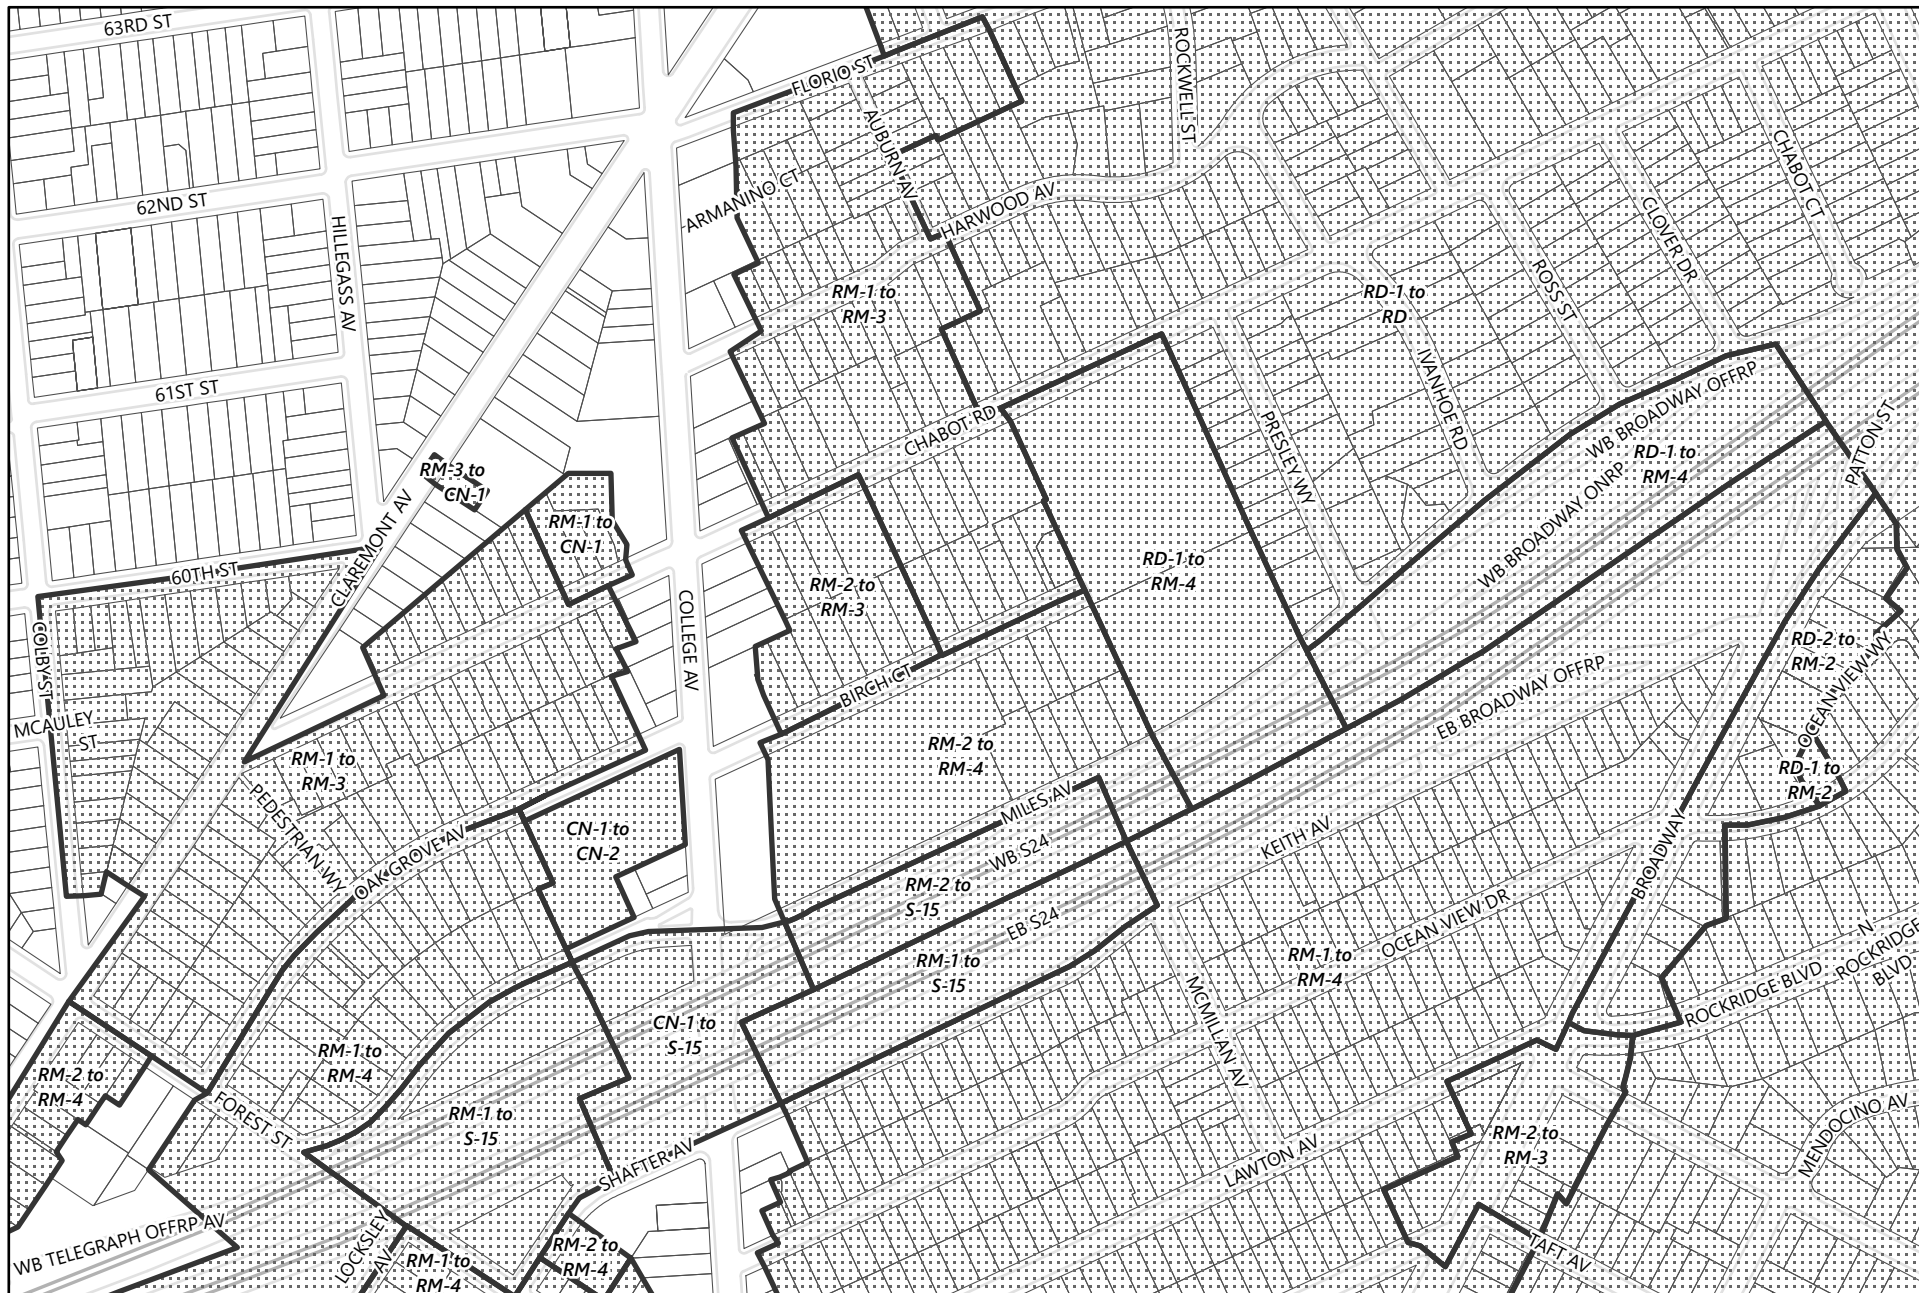 63RD ST
ROCKWELL ST
FLORIO ST
AUBURN AV
CHABOT CT
62ND ST
ARMANINO CT
HARWOOD AV
CLOVER DR
HILLEGASS AV
RM-1 to
RM-3
RD-1 to
RD
ROSS ST
61ST ST
IVANHOE RD
WB BROADWAY OFFRP
CHABOT RD
PRESLEY WY
PATTON ST
RM-3 to
CN-1
RD-1 to
RM-4
CLAREMONT AV
RM-1 to
CN-1
WB BROADWAY ONRP
60TH ST
RM-2 to
RM-3
RD-1 to
RM-4
COLBY ST
COLLEGE AV
RD-2 to
RM-2
OCEAN VIEW WY
BIRCH CT
EB BROADWAY OFFRP
MCAULEY
ST
RM-1 to
RM-3
RM-2 to
RM-4
RD-1 to
RM-2
PEDESTRIAN WY
MILES AV
CN-1 to
CN-2
OAK GROVE AV
WB S24
KEITH AV
BROADWAY
RM-2 to
S-15
EB S24
OCEAN VIEW DR
RM-1 to
S-15
RM-1 to
RM-4
N
ROCKRIDGE
BLVD
ROCKRIDGE BLVD
MCMILLAN AV
CN-1 to
S-15
RM-1 to
RM-4
RM-2 to
RM-4
FOREST ST
RM-1 to
S-15
MENDOCINO AV
RM-2 to
RM-3
SHAFTER AV
LAWTON AV
WB TELEGRAPH OFFRP AV
LOCKSLEY
AV
RM-1 to
RM-4
RM-2 to
RM-4
TAFT AV